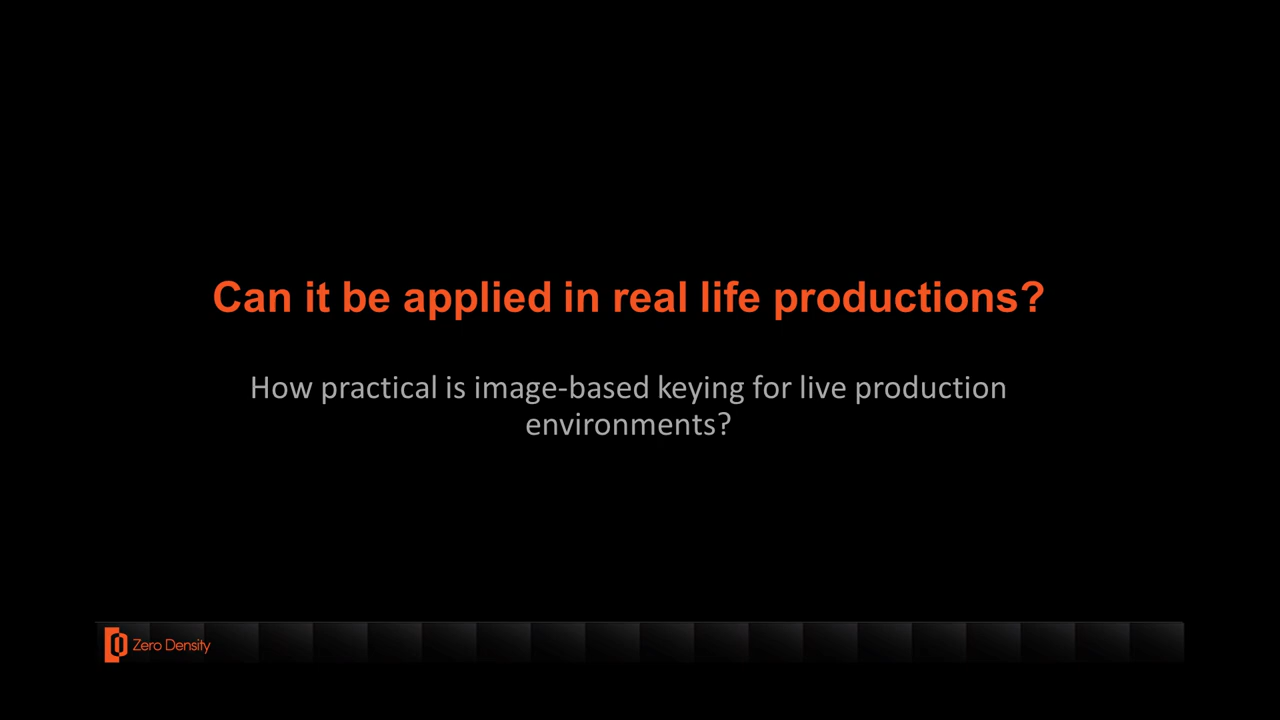 Can it be applied in real life productions?
How practical is image-based keying for live production
environments?
Zero Density